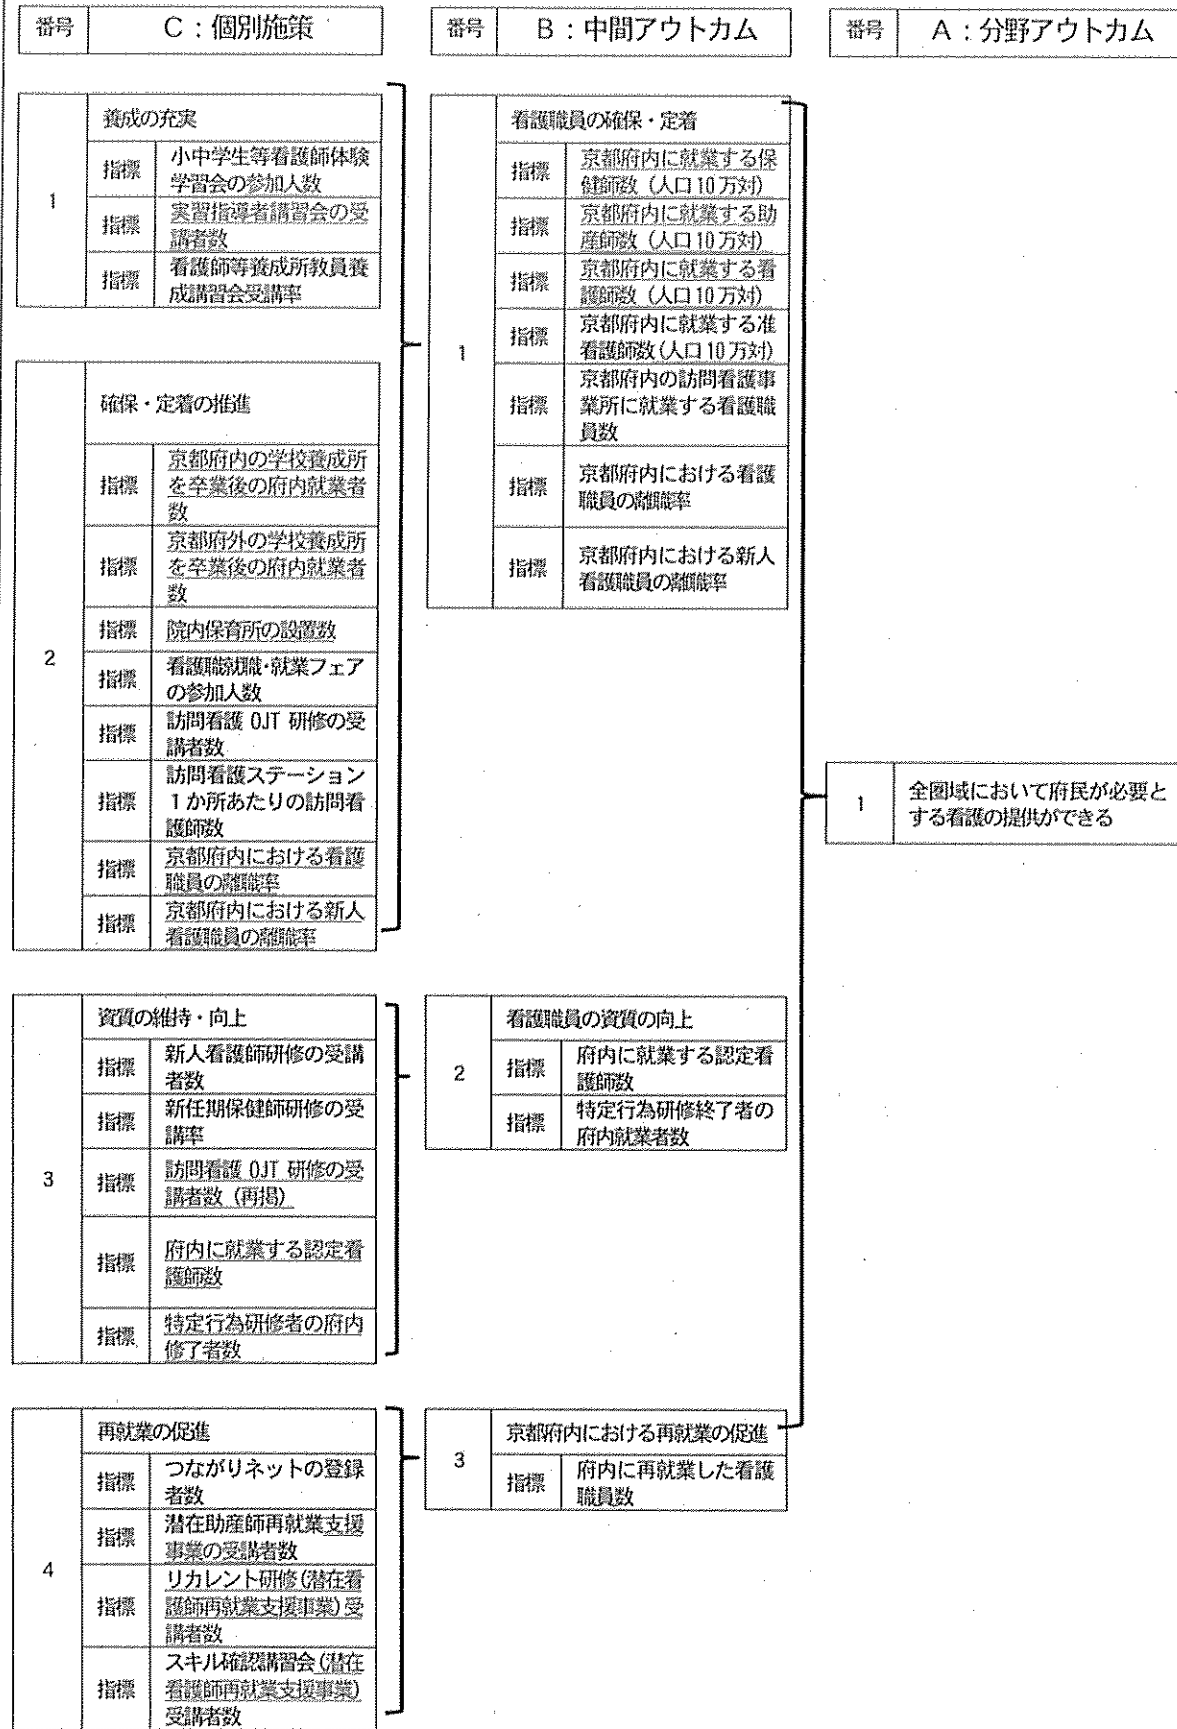 番号 C：個別施策
番号 B：中間アウトカム
番号 A：分野アウトカム
1
養成の充実
指標 小中学生等看護師体験
学習会の参加人数
指標 実習指導者講習会の受
講者数
指標 看護師等養成所教員養
成講習会受講率
2
確保・定着の推進
指標 京都府内の学校養成所
を卒業後の府内就業者
数
指標 京都府外の学校養成所
を卒業後の府内就業者
数
指標 院内保育所の設置数
指標 看護職就職・就業フェア
の参加人数
指標 訪問看護 OJT 研修の受
講者数
指標 訪問看護ステーション
１か所あたりの訪問看
護師数
指標 京都府内における看護
職員の離職率
指標 京都府内における新人
看護職員の離職率
3
資質の維持・向上
指標 新人看護師研修の受講
者数
指標 新任期保健師研修の受
講率
指標 訪問看護 OJT 研修の受
講者数（再掲）
指標 府内に就業する認定看
護師数
指標 特定行為研修者の府内
修了者数
4
再就業の促進
指標 つながりネットの登録
者数
指標 潜在助産師再就業支援
事業の受講者数
指標 リカレント研修(潜在看
護師再就業支援事業)受
講者数
指標 スキル確認講習会(潜在
看護師再就業支援事業)
受講者数
1
看護職員の確保・定着
指標 京都府内に就業する保
健師数（人口10万対）
指標 京都府内に就業する助
産師数（人口10万対）
指標 京都府内に就業する看
護師数（人口10万対）
指標 京都府内に就業する准
看護師数(人口10万対)
指標 京都府内の訪問看護事
業所に就業する看護職
員数
指標 京都府内における看護
職員の離職率
指標 京都府内における新人
看護職員の離職率
2
看護職員の資質の向上
指標 府内に就業する認定看
護師数
指標 特定行為研修終了者の
府内就業者数
3
京都府内における再就業の促進
指標 府内に再就業した看護
職員数
1
全圏域において府民が必要と
する看護の提供ができる